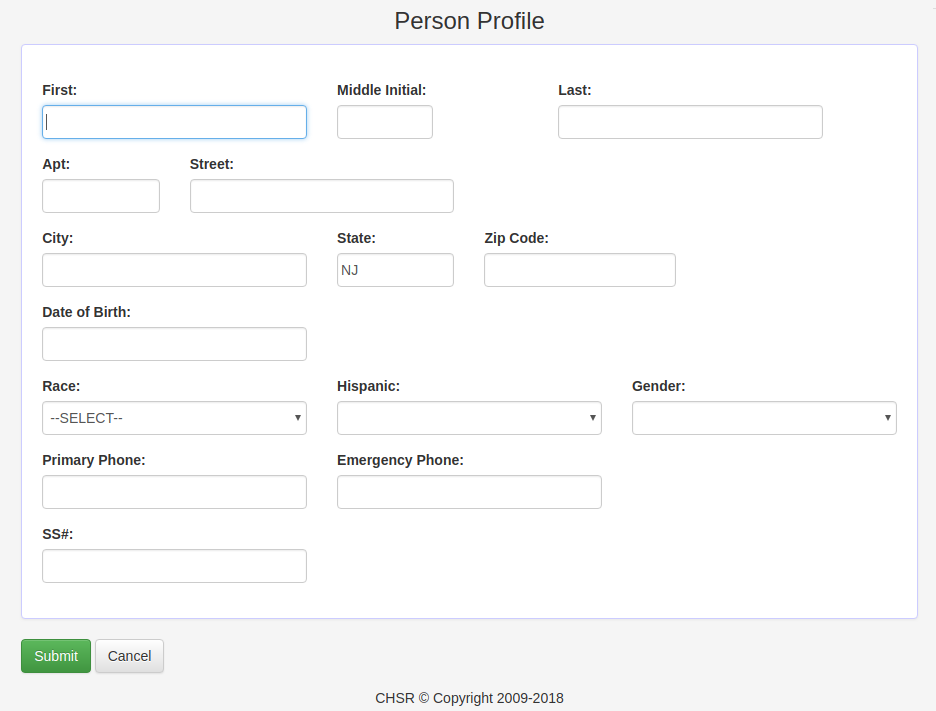 Person Profile
First: Middle Initial: Last:
Apt: Street:
City: State: Zip Code:
NJ
Date of Birth:
Race: Hispanic: Gender:
--SELECT--
Primary Phone: Emergency Phone:
SS#:
Submit Cancel
CHSR © Copyright 2009-2018